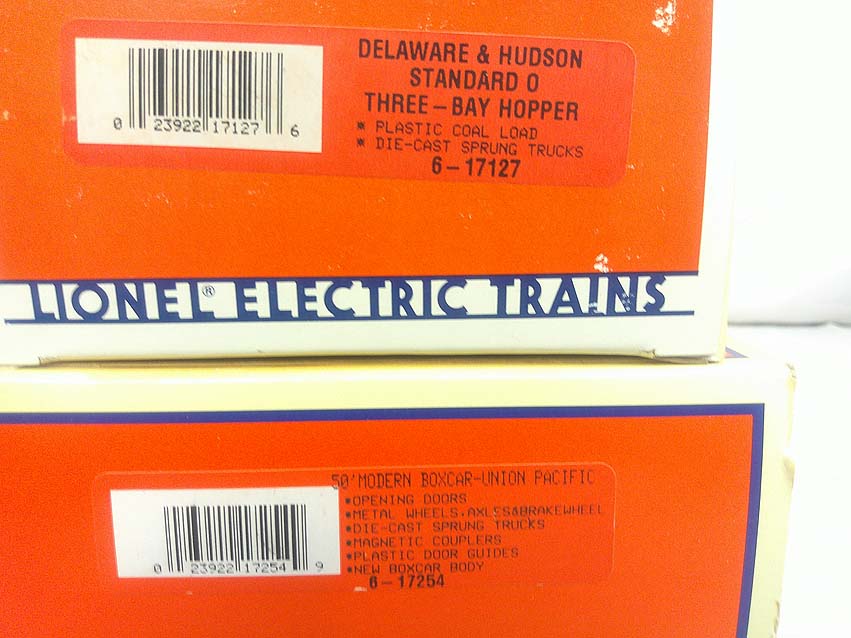 DELAWARE & HUDSON
STANDARD O
THREE-BAY HOPPER
* PLASTIC COAL LOAD
* DIE-CAST SPRUNG TRUCKS
6-17127
0 23922 17127 6
LIONEL® ELECTRIC TRAINS
50'MODERN BOXCAR-UNION PACIFIC
*OPENING DOORS
*METAL WHEELS,AXLES&BRAKEWHEEL
*DIE-CAST SPRUNG TRUCKS
*MAGNETIC COUPLERS
*PLASTIC DOOR GUIDES
*NEW BOXCAR BODY
6-17254
0 23922 17254 9